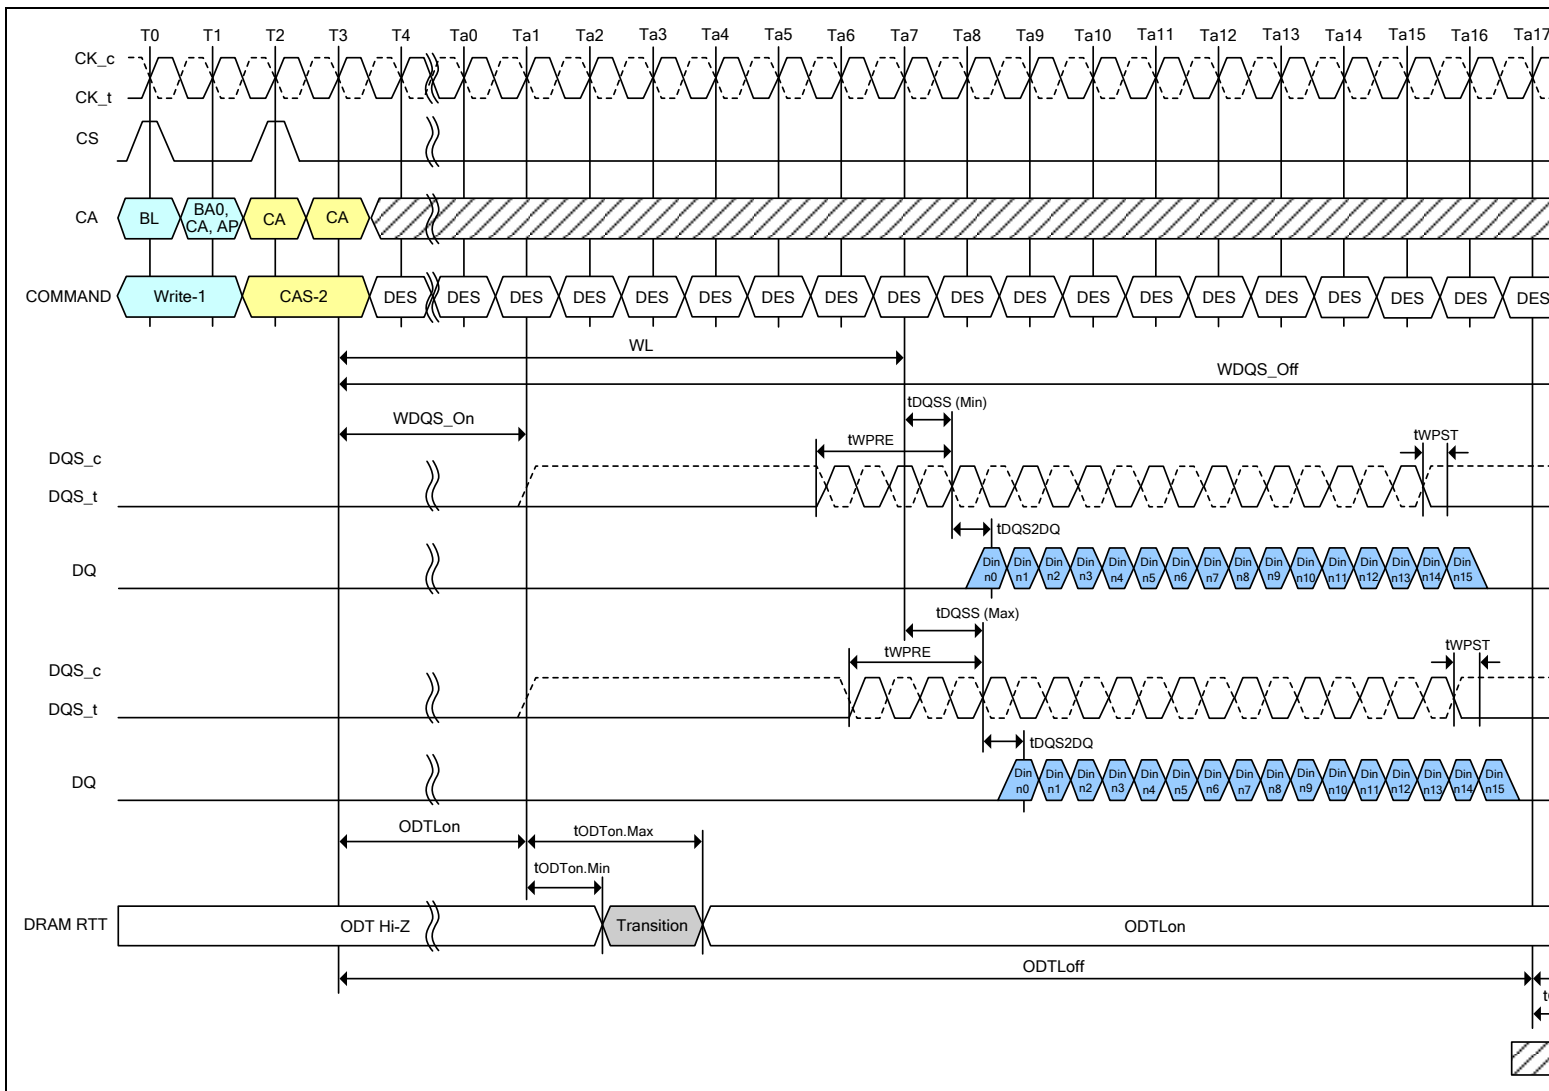 T0 T1 T2 T3 T4 Ta0 Ta1 Ta2 Ta3 Ta4 Ta5 Ta6 Ta7 Ta8 Ta9 Ta10 Ta11 Ta12 Ta13 Ta14 Ta15 Ta16 Ta17
CK_c
CK_t
CS
CA BL BA0, CA, AP CA CA
COMMAND Write-1 CAS-2 DES DES DES DES DES DES DES DES DES DES DES DES DES DES DES DES DES DES DES
WL
WDQS_Off
tDQSS (Min)
WDQS_On
tWPRE tWPST
DQS_c
DQS_t
tDQS2DQ
DQ Din n0 Din n1 Din n2 Din n3 Din n4 Din n5 Din n6 Din n7 Din n8 Din n9 Din n10 Din n11 Din n12 Din n13 Din n14 Din n15
tDQSS (Max)
tWPRE tWPST
DQS_c
DQS_t
tDQS2DQ
DQ Din n0 Din n1 Din n2 Din n3 Din n4 Din n5 Din n6 Din n7 Din n8 Din n9 Din n10 Din n11 Din n12 Din n13 Din n14 Din n15
ODTLon tODTon.Max
tODTon.Min
DRAM RTT ODT Hi-Z Transition ODTLon
ODTLoff